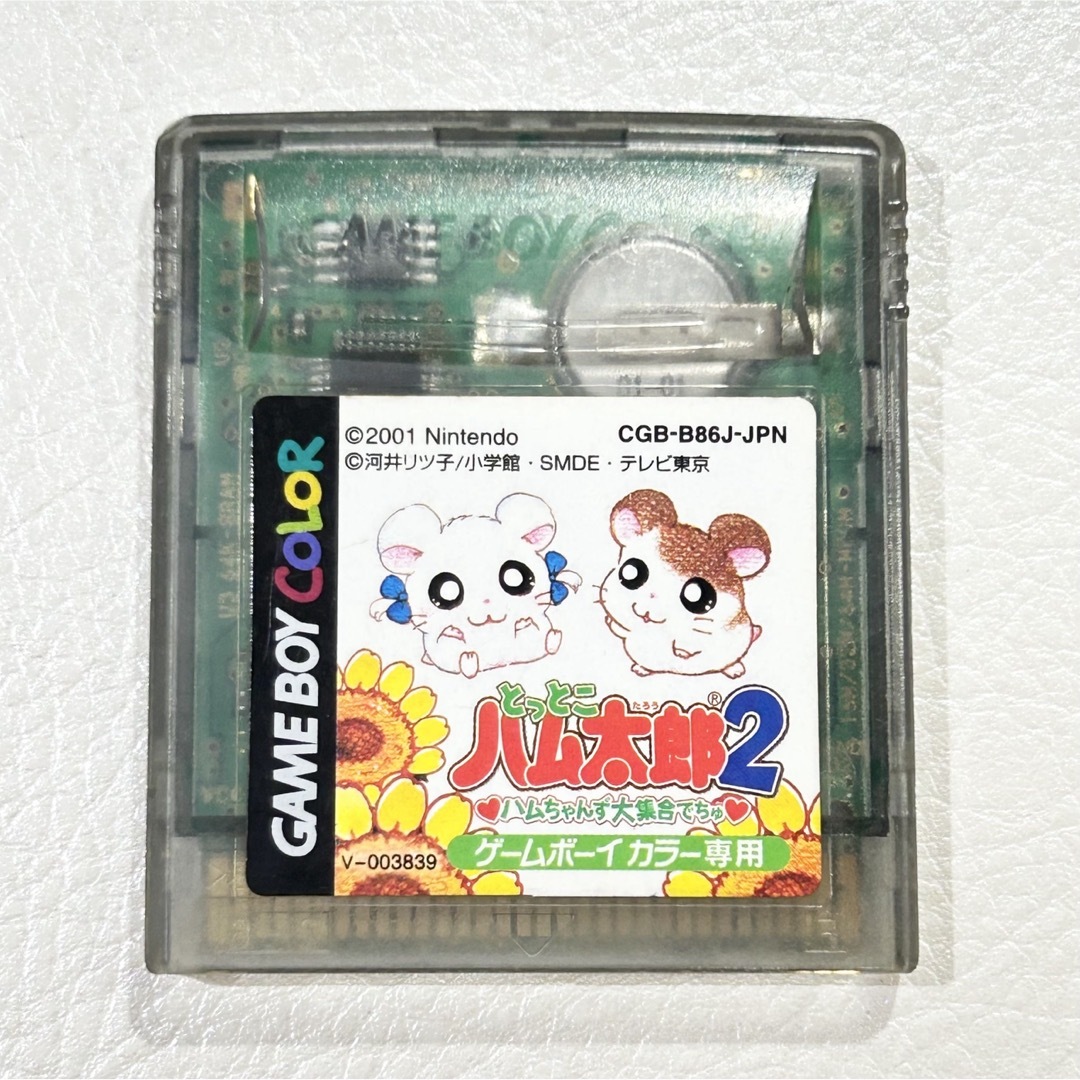 GAME BOY
GAME BOY COLOR
©2001 Nintendo
CGB-B86J-JPN
©河井リツ子/小学館・SMDE・テレビ東京
とっとこ
たろう
ハム太郎®2
♥ハムちゃんず大集合でちゅ♥
V-003839
ゲームボーイ カラー専用